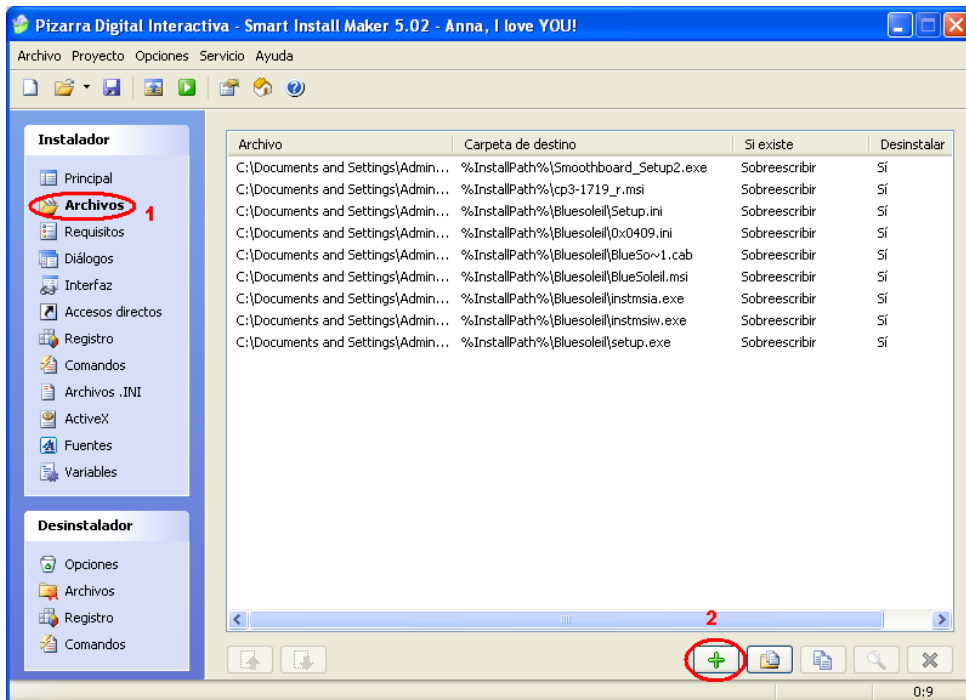 Pizarra Digital Interactiva - Smart Install Maker 5.02 - Anna, I love YOU!
Archivo Proyecto Opciones Servicio Ayuda
Instalador
Principal
Archivos 1
Requisitos
Diálogos
Interfaz
Accesos directos
Registro
Comandos
Archivos .INI
ActiveX
Fuentes
Variables
Desinstalador
Opciones
Archivos
Registro
Comandos
Archivo Carpeta de destino Si existe Desinstalar
C:\Documents and Settings\Admin... %InstallPath%\Smoothboard_Setup2.exe Sobreescribir Sí
C:\Documents and Settings\Admin... %InstallPath%\cp3-1719_r.msi Sobreescribir Sí
C:\Documents and Settings\Admin... %InstallPath%\Bluesoleil\Setup.ini Sobreescribir Sí
C:\Documents and Settings\Admin... %InstallPath%\Bluesoleil\0x0409.ini Sobreescribir Sí
C:\Documents and Settings\Admin... %InstallPath%\Bluesoleil\BlueSo~1.cab Sobreescribir Sí
C:\Documents and Settings\Admin... %InstallPath%\Bluesoleil\BlueSoleil.msi Sobreescribir Sí
C:\Documents and Settings\Admin... %InstallPath%\Bluesoleil\instmsia.exe Sobreescribir Sí
C:\Documents and Settings\Admin... %InstallPath%\Bluesoleil\instmsiw.exe Sobreescribir Sí
C:\Documents and Settings\Admin... %InstallPath%\Bluesoleil\setup.exe Sobreescribir Sí
2
0:9